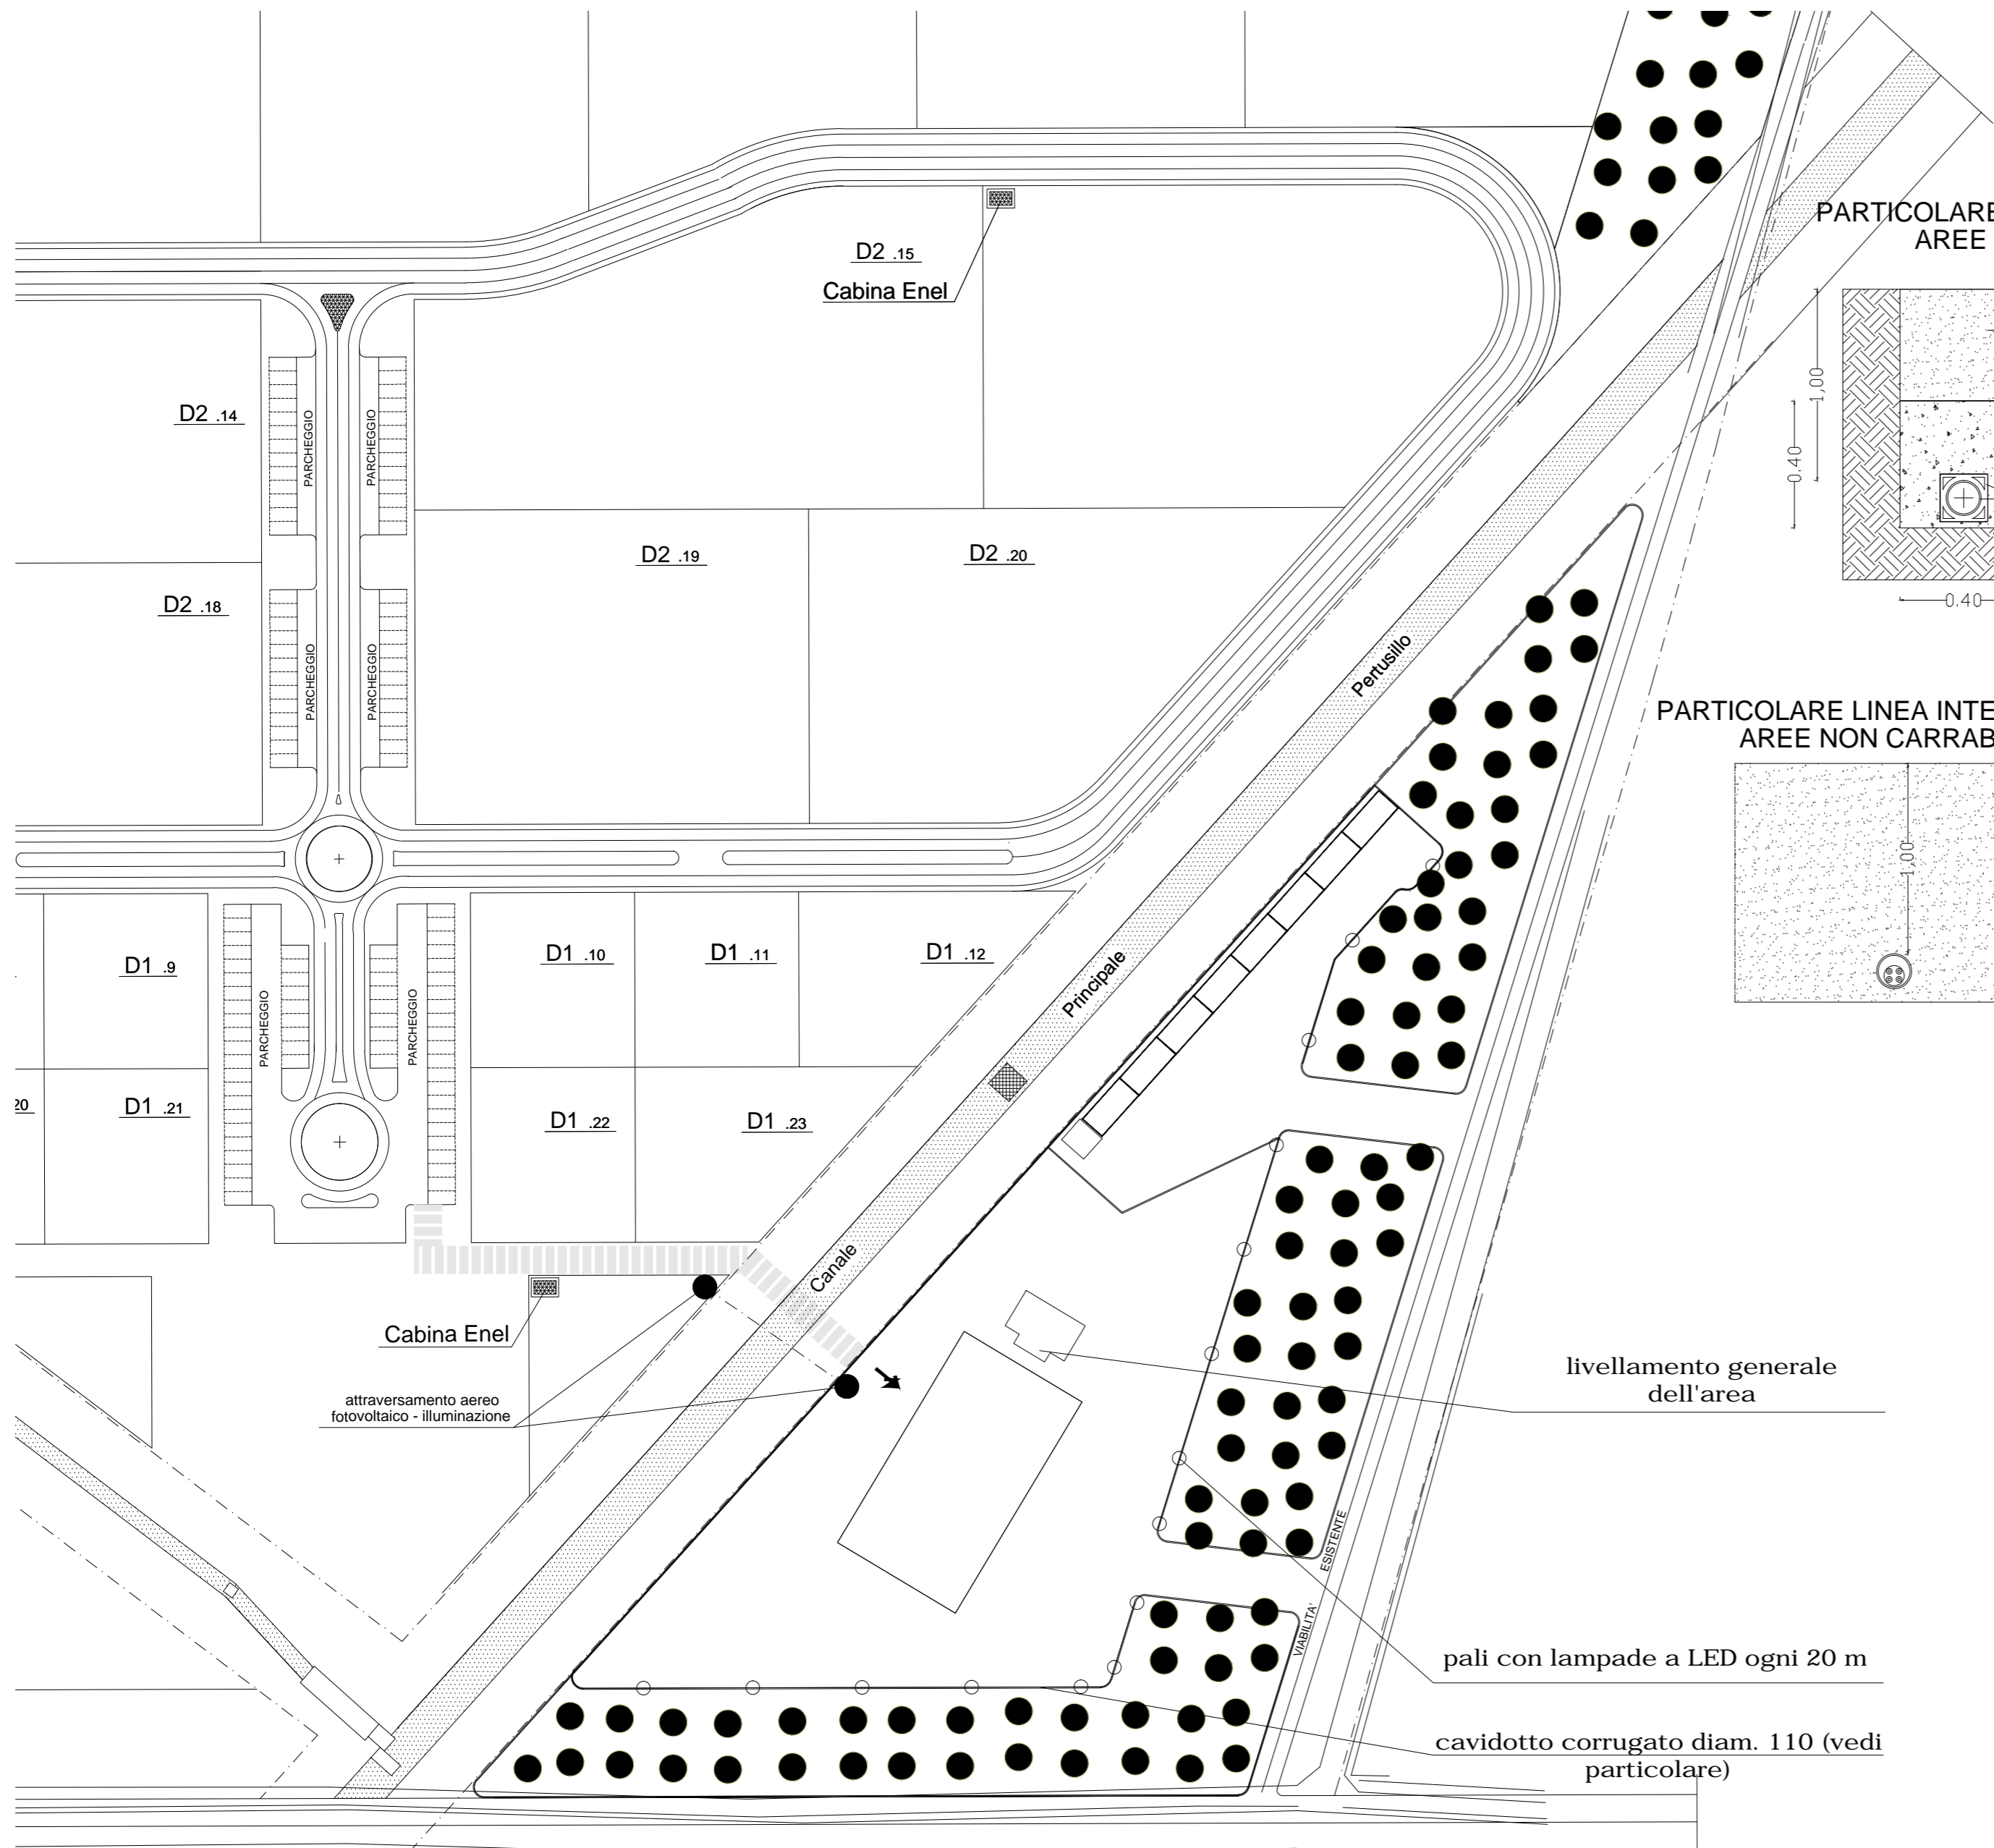 PARTICOLARE
AREE
D2 .15
Cabina Enel
1,00
0.40
0.40
D2 .14
PARCHEGGIO
PARCHEGGIO
D2 .19
D2 .20
D2 .18
PARCHEGGIO
PARCHEGGIO
Pertusillo
PARTICOLARE LINEA INTE
AREE NON CARRAB
1,00
D1 .9
D1 .10
D1 .11
D1 .12
Principale
PARCHEGGIO
PARCHEGGIO
20
D1 .21
D1 .22
D1 .23
Canale
Cabina Enel
attraversamento aereo
fotovoltaico - illuminazione
livellamento generale
dell'area
ESISTENTE
VIABILITA'
pali con lampade a LED ogni 20 m
cavidotto corrugato diam. 110 (vedi
particolare)